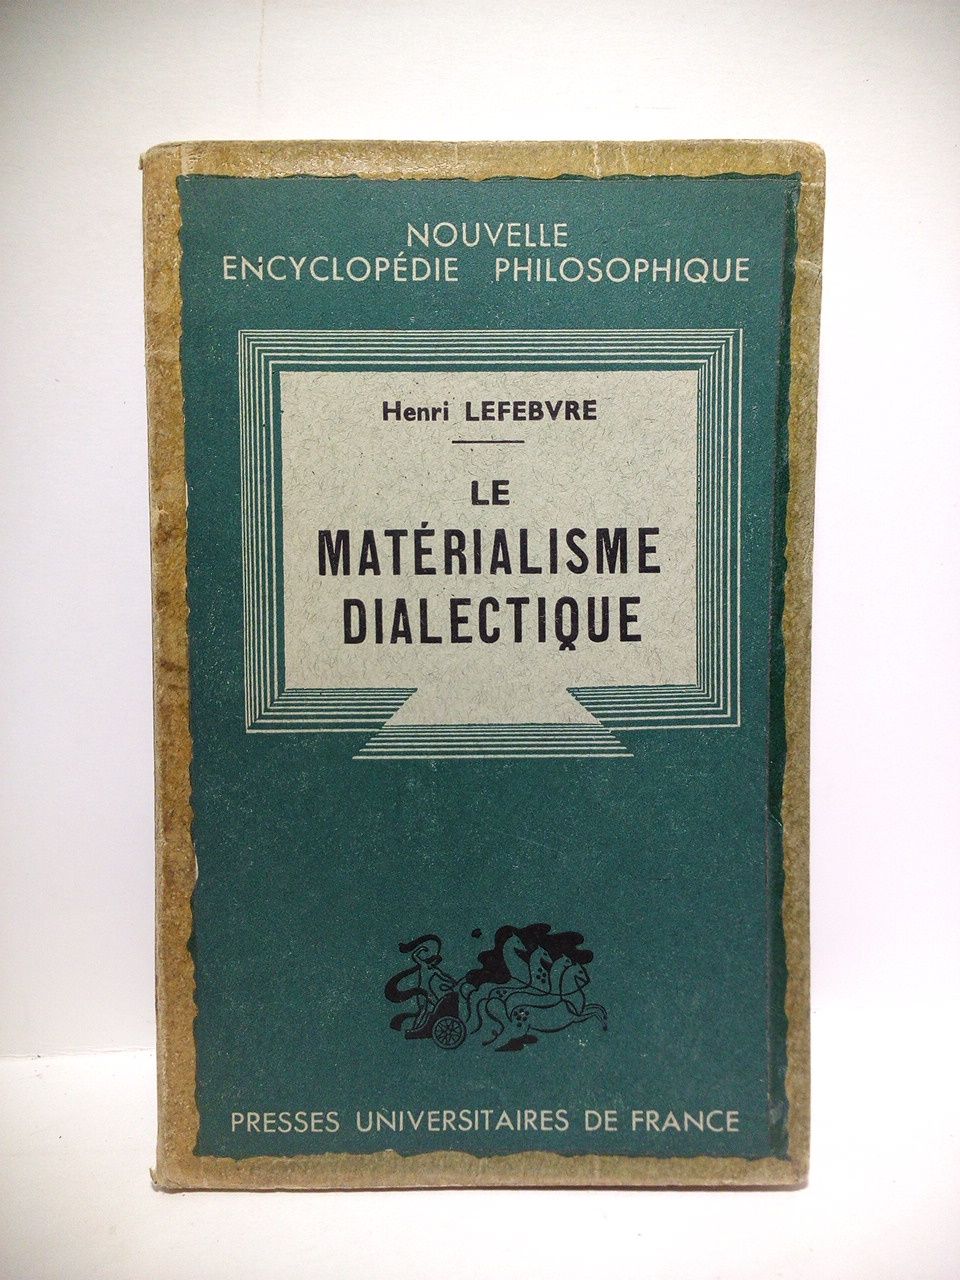 NOUVELLE
ENCYCLOPÉDIE PHILOSOPHIQUE
Henri LEFEBVRE
LE
MATÉRIALISME
DIALECTIQUE
PRESSES UNIVERSITAIRES DE FRANCE